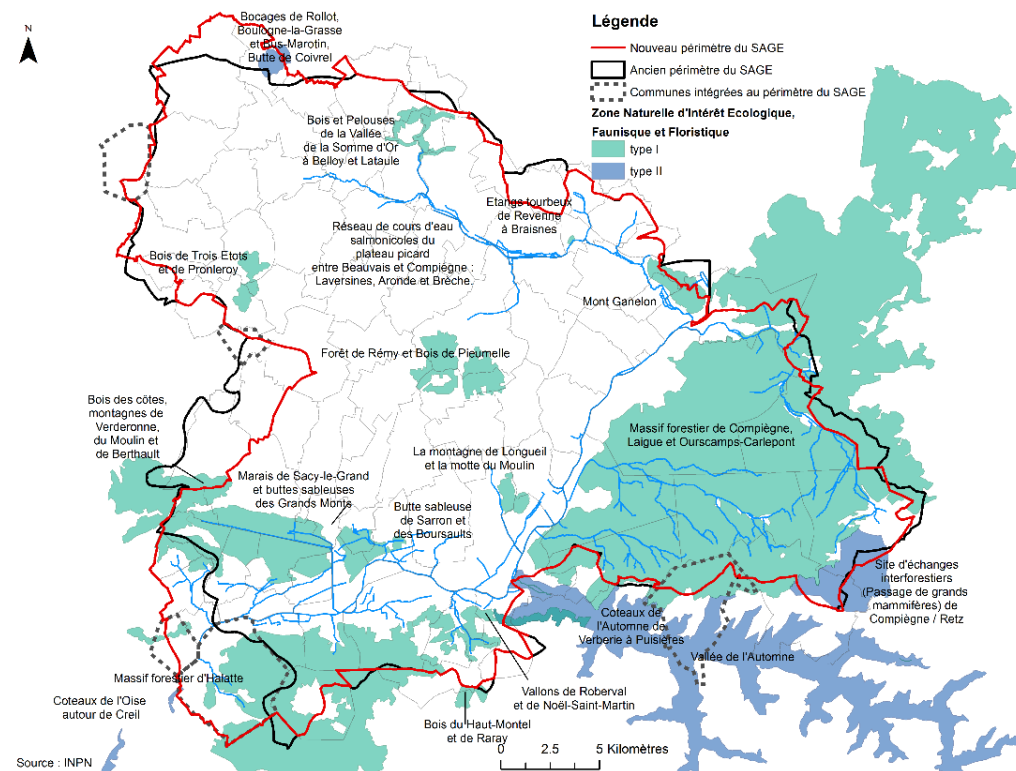 N
Bocages de Rollot,
Boulogne-la-Grasse
et Bus-Marotin,
Butte de Coivrel
Légende
Nouveau périmètre du SAGE
Ancien périmètre du SAGE
Communes intégrées au périmètre du SAGE
Zone Naturelle d'Intérêt Ecologique,
Faunisque et Floristique
type I
type II
Bois et Pelouses
de la Vallée
de la Somme d'Or
à Belloy et Lataule
Etangs tourbeux
de Revenne
à Braisnes
Réseau de cours d'eau
salmonicoles du
plateau picard
entre Beauvais et Compiègne :
Laversines, Aronde et Brèche.
Bois de Trois Etots
et de Pronleroy
Mont Ganelon
Forêt de Rémy et Bois de Pieumelle
Bois des côtes,
montagnes de
Verderonne,
du Moulin et
de Berthault
Massif forestier de Compiègne,
Laigue et Ourscamps-Carlepont
La montagne de Longueil
et la motte du Moulin
Marais de Sacy-le-Grand
et buttes sableuses
des Grands Monts
Butte sableuse
de Sarron et
des Boursaults
Site d'échanges
interforestiers
(Passage de grands
mammifères) de
Compiègne / Retz
Coteaux de
l'Automne de
Verberie à Puisières
Vallée de l'Automne
Massif forestier d'Halatte
Coteaux de l'Oise
autour de Creil
Vallons de Roberval
et de Noël-Saint-Martin
Bois du Haut-Montel
et de Raray
0 2.5 5 Kilomètres
Source : INPN